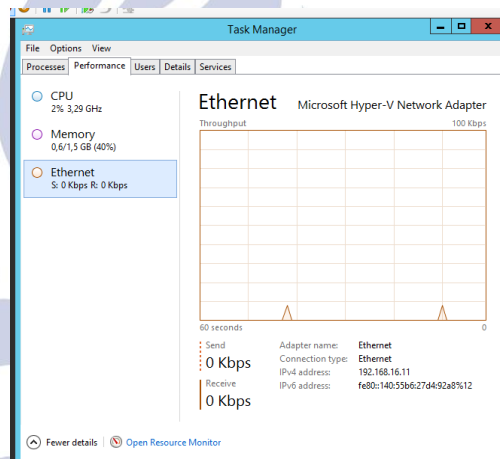 Task Manager
File Options View
Processes Performance Users Details Services
CPU
2% 3,29 GHz
Memory
0,6/1,5 GB (40%)
Ethernet
S: 0 Kbps R: 0 Kbps
Ethernet Microsoft Hyper-V Network Adapter
Throughput 100 Kbps
60 seconds 0
Send
0 Kbps
Receive
0 Kbps
Adapter name: Ethernet
Connection type: Ethernet
IPv4 address: 192.168.16.11
IPv6 address: fe80::140:55b6:27d4:92a8%12
Fewer details Open Resource Monitor